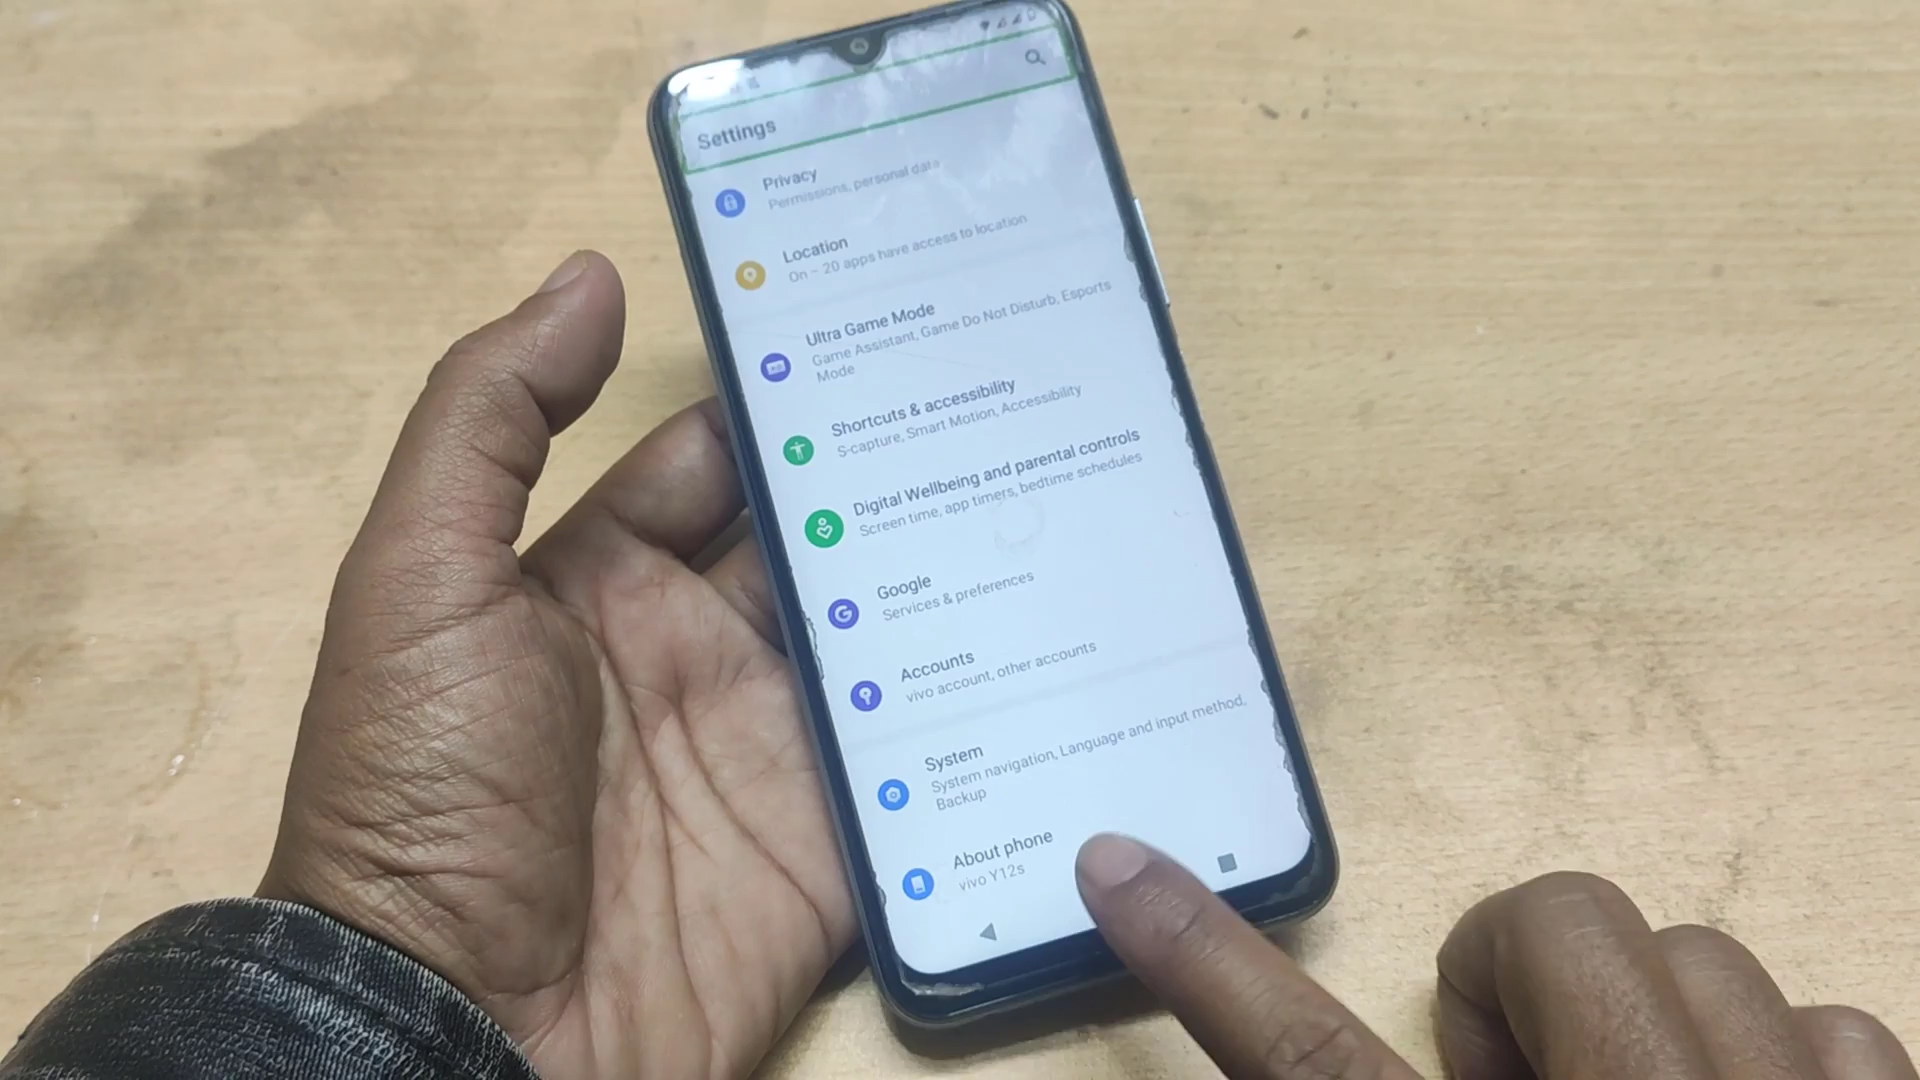 Settings
Privacy
Permissions, personal data
Location
On – 20 apps have access to location
Ultra Game Mode
Game Assistant, Game Do Not Disturb, Esports
Mode
Shortcuts & accessibility
S-capture, Smart Motion, Accessibility
Digital Wellbeing and parental controls
Screen time, app timers, bedtime schedules
Google
Services & preferences
Accounts
vivo account, other accounts
System
System navigation, Language and input method,
Backup
About phone
vivo Y12s